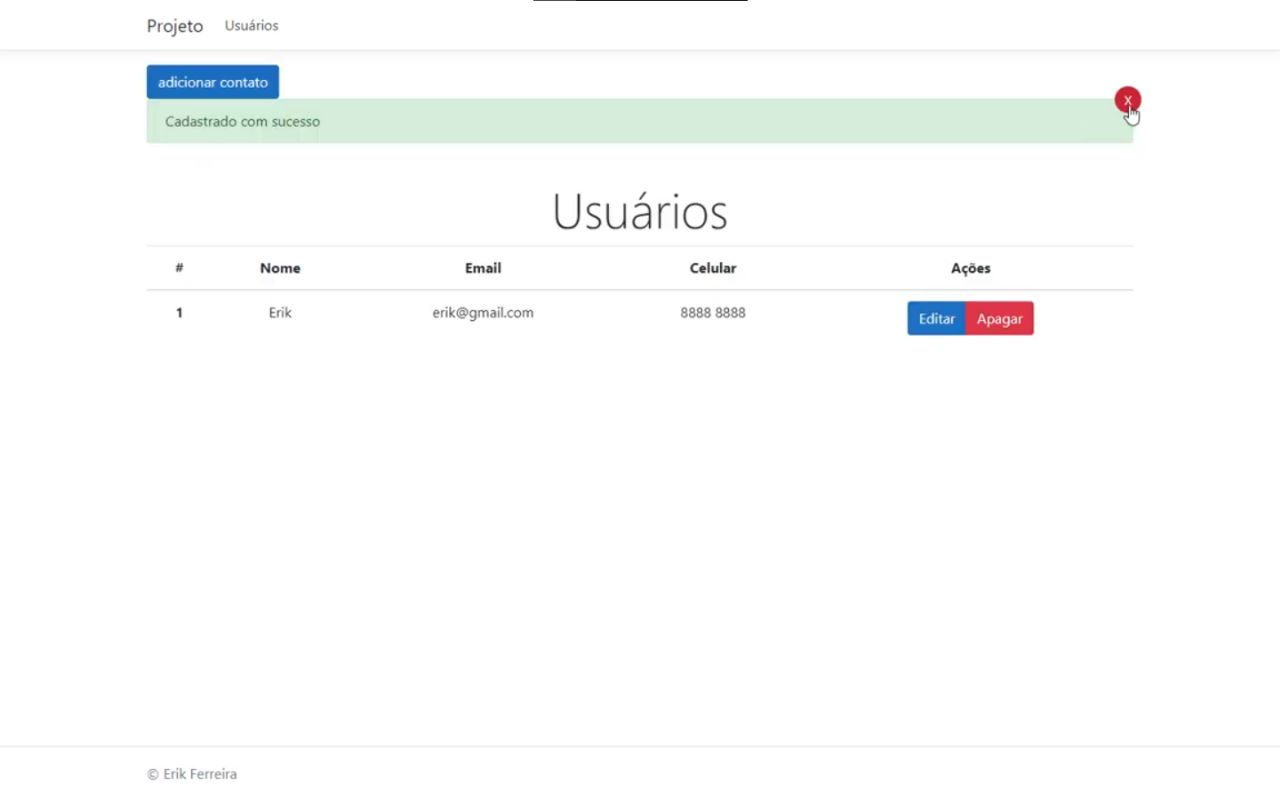 Projeto Usuários
adicionar contato
X
Cadastrado com sucesso
Usuários
# Nome Email Celular Ações
1 Erik erik@gmail.com 8888 8888 Editar Apagar
© Erik Ferreira